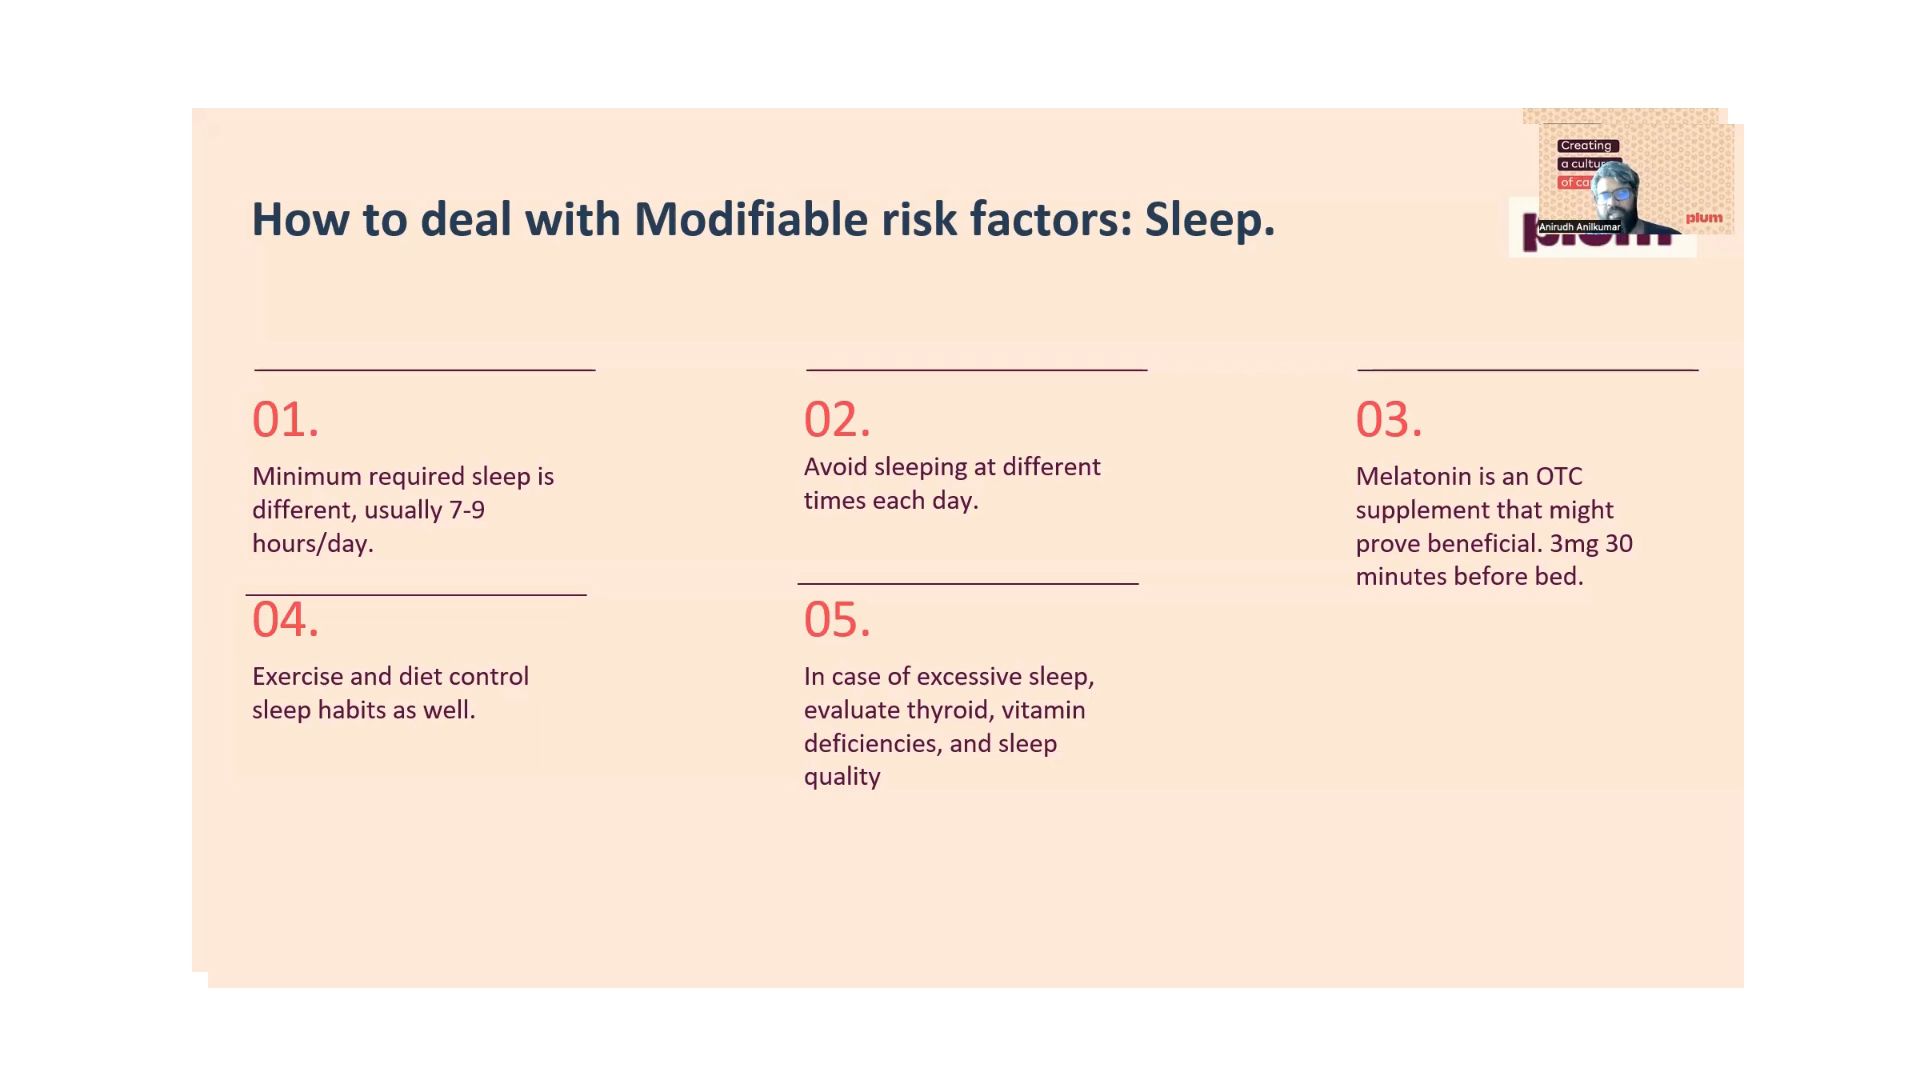 How to deal with Modifiable risk factors: Sleep.
Creating
a culture
of ca
plum
Anirudh Anilkumar
01.
Minimum required sleep is
different, usually 7-9
hours/day.
02.
Avoid sleeping at different
times each day.
03.
Melatonin is an OTC
supplement that might
prove beneficial. 3mg 30
minutes before bed.
04.
Exercise and diet control
sleep habits as well.
05.
In case of excessive sleep,
evaluate thyroid, vitamin
deficiencies, and sleep
quality